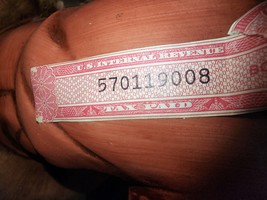 U.S. INTERNAL REVENUE
570119008
TAX PAID